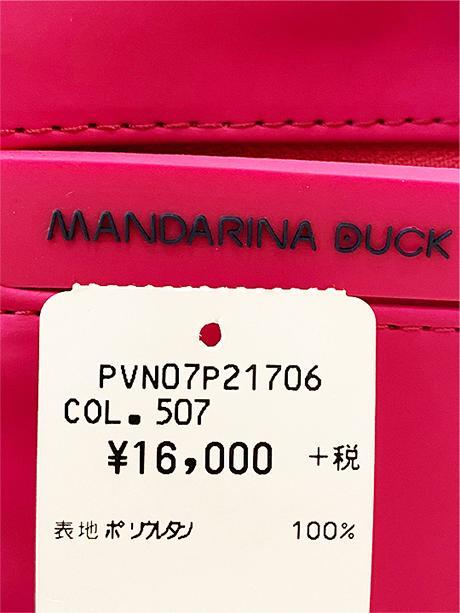 MANDARINA DUCK
PVN07P21706
COL. 507
¥16,000 +税
表地 ポリウレタン 100%